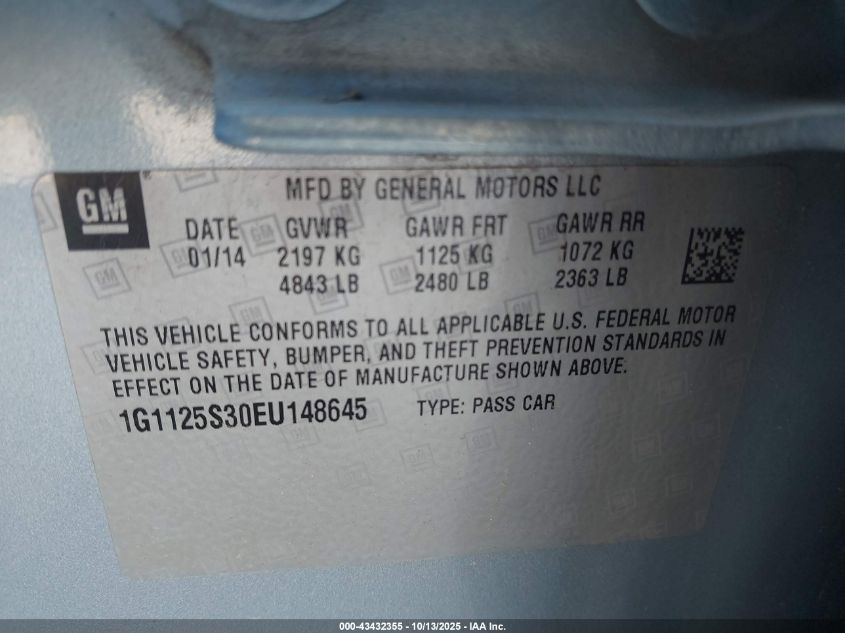 GM ® MFD BY GENERAL MOTORS LLC
DATE GVWR GAWR FRT GAWR RR
01/14 2197 KG 1125 KG 1072 KG
4843 LB 2480 LB 2363 LB
THIS VEHICLE CONFORMS TO ALL APPLICABLE U.S. FEDERAL MOTOR
VEHICLE SAFETY, BUMPER, AND THEFT PREVENTION STANDARDS IN
EFFECT ON THE DATE OF MANUFACTURE SHOWN ABOVE.
1G1125S30EU148645 TYPE: PASS CAR
000-43432355 - 10/13/2025 - IAA Inc.